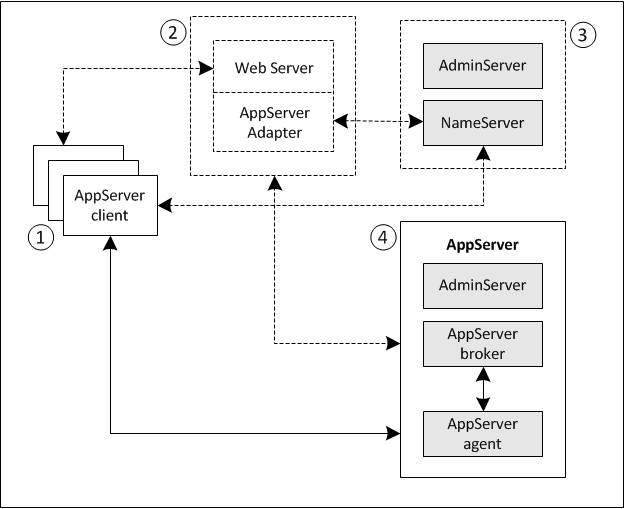 2
Web Server
AppServer
Adapter
3
AdminServer
NameServer
AppServer
client
1
4
AppServer
AdminServer
AppServer
broker
AppServer
agent